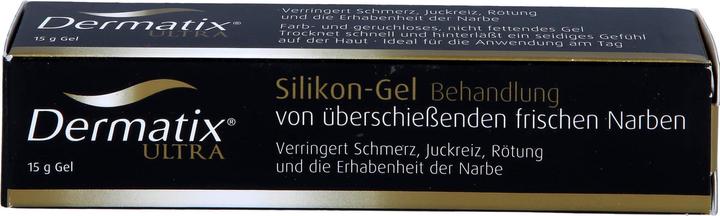 Dermatix®
ULTRA
15 g Gel
Verringert Schmerz, Juckreiz, Rötung
und die Erhabenheit der Narbe
Farb- und geruchloses, nicht fettendes Gel
Trocknet schnell und hinterläßt ein seidiges Gefühl
auf der Haut · Ideal für die Anwendung am Tag
Dermatix®
ULTRA
15 g Gel
Silikon-Gel Behandlung
von überschießenden frischen Narben
Verringert Schmerz, Juckreiz, Rötung
und die Erhabenheit der Narbe